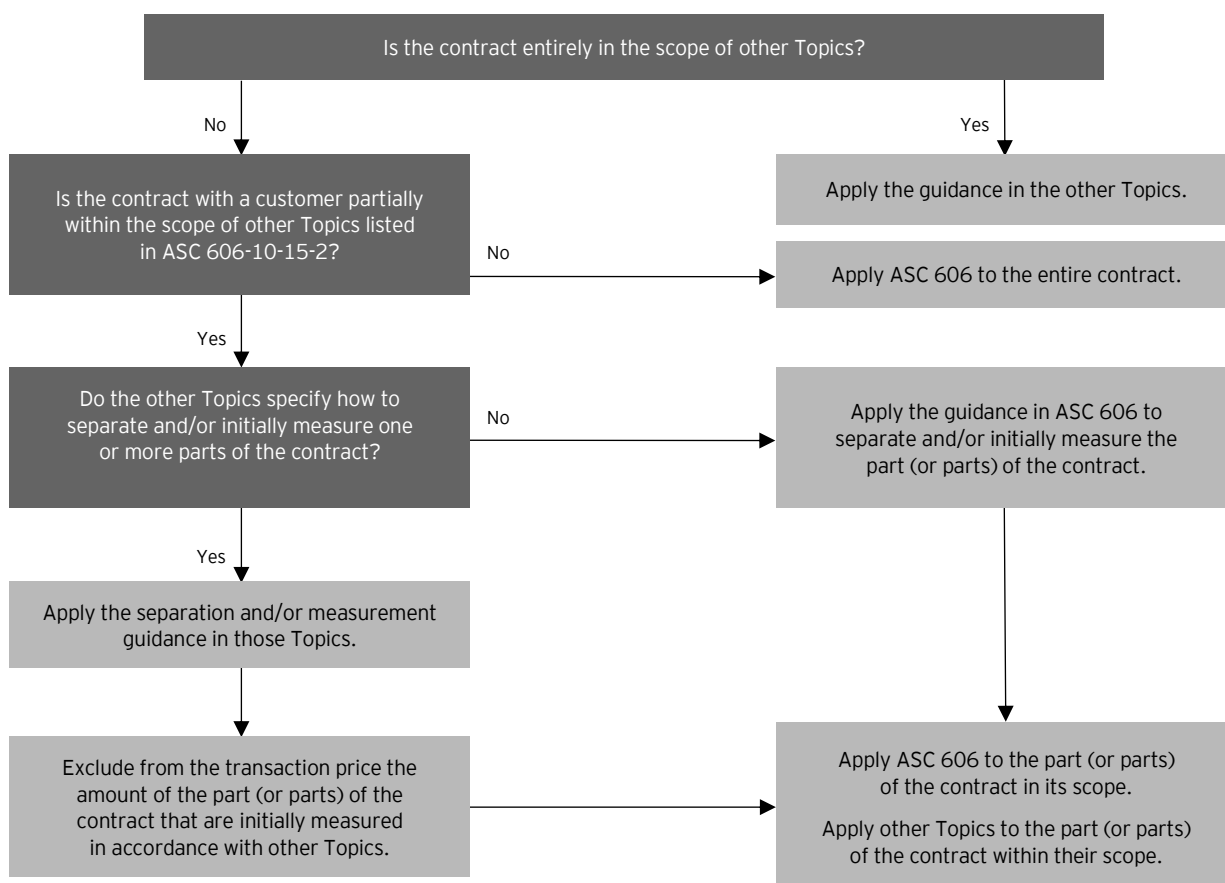 Is the contract entirely in the scope of other Topics?
No
Yes
Is the contract with a customer partially
within the scope of other Topics listed
in ASC 606-10-15-2?
Apply the guidance in the other Topics.
No
Apply ASC 606 to the entire contract.
Yes
Do the other Topics specify how to
separate and/or initially measure one
or more parts of the contract?
No
Apply the guidance in ASC 606 to
separate and/or initially measure the
part (or parts) of the contract.
Yes
Apply the separation and/or measurement
guidance in those Topics.
Exclude from the transaction price the
amount of the part (or parts) of the
contract that are initially measured
in accordance with other Topics.
Apply ASC 606 to the part (or parts)
of the contract in its scope.
Apply other Topics to the part (or parts)
of the contract within their scope.